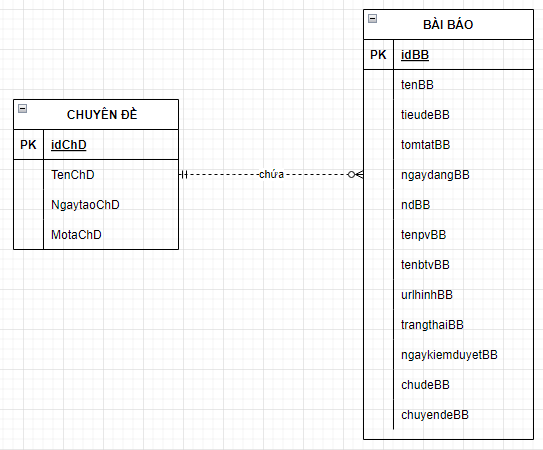 CHUYÊN ĐỀ
PK idChD
TenChD
NgaytaoChD
MotaChD
chứa
BÀI BÁO
PK idBB
tenBB
tieudeBB
tomtatBB
ngaydangBB
ndBB
tenpvBB
tenbtvBB
urlhinhBB
trangthaiBB
ngaykiemduyetBB
chudeBB
chuyendeBB